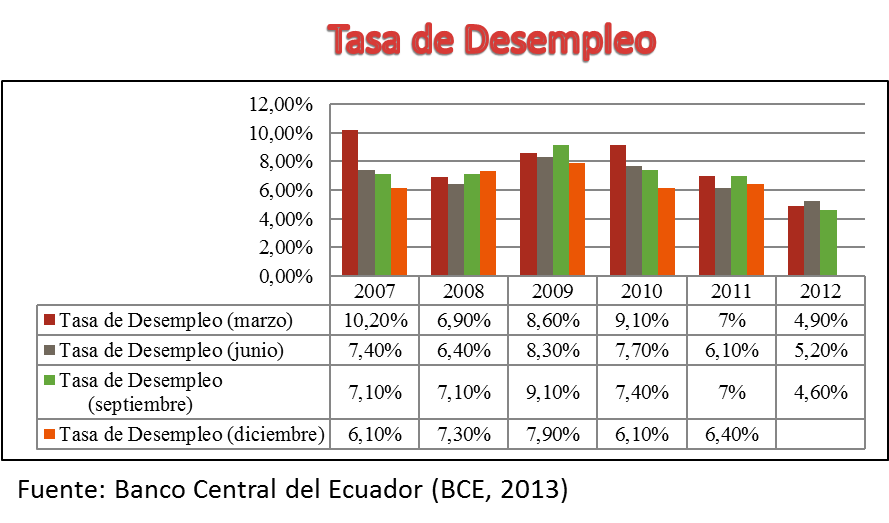 Tasa de Desempleo
12,00%
10,00%
8,00%
6,00%
4,00%
2,00%
0,00%
2007 2008 2009 2010 2011 2012
Tasa de Desempleo (marzo) 10,20% 6,90% 8,60% 9,10% 7% 4,90%
Tasa de Desempleo (junio) 7,40% 6,40% 8,30% 7,70% 6,10% 5,20%
Tasa de Desempleo
(septiembre) 7,10% 7,10% 9,10% 7,40% 7% 4,60%
Tasa de Desempleo (diciembre) 6,10% 7,30% 7,90% 6,10% 6,40%
Fuente: Banco Central del Ecuador (BCE, 2013)